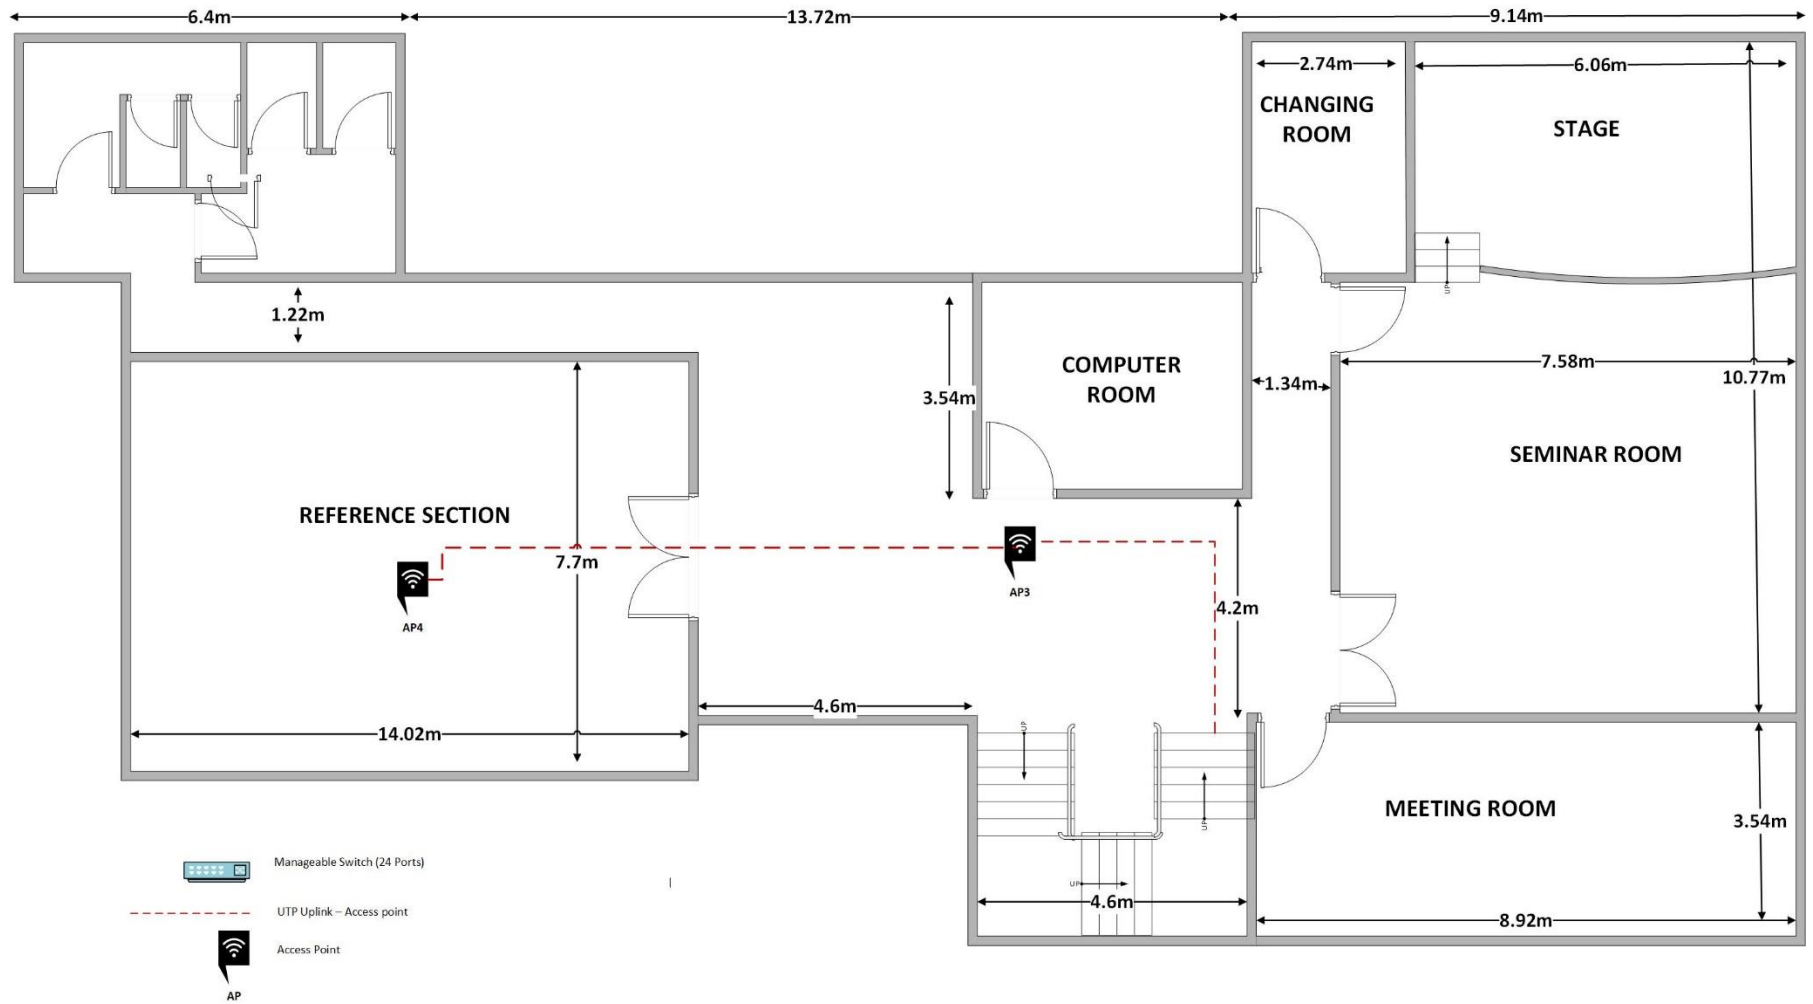 6.4m
13.72m
9.14m
2.74m
6.06m
CHANGING
ROOM
STAGE
UP
1.22m
COMPUTER
ROOM
3.54m
1.34m
7.58m
10.77m
SEMINAR ROOM
REFERENCE SECTION
7.7m
AP3
AP4
4.2m
4.6m
14.02m
UP
UP
UP
4.6m
MEETING ROOM
3.54m
8.92m
Manageable Switch (24 Ports)
UTP Uplink – Access point
Access Point
AP